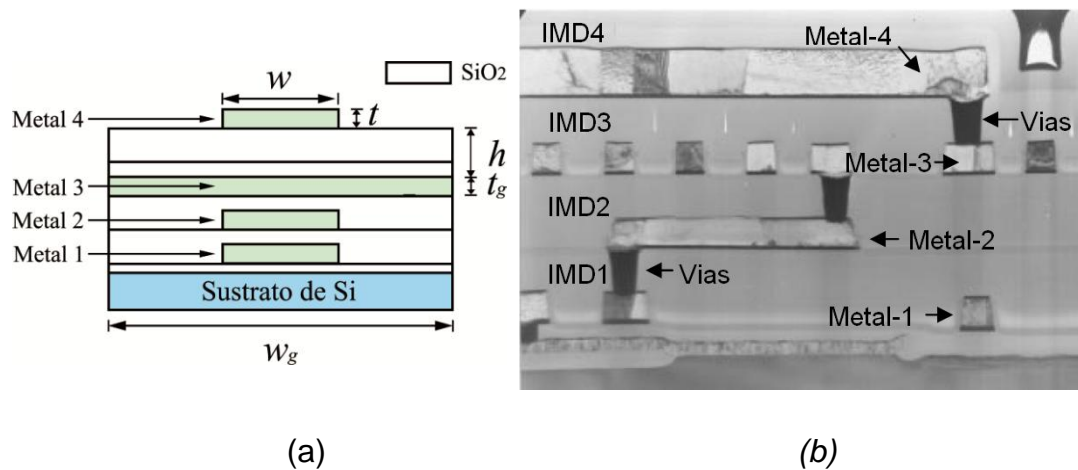 SiO2
w
t
Metal 4
h
Metal 3
tg
Metal 2
Metal 1
Sustrato de Si
wg
(a)
IMD4
Metal-4
IMD3
Vias
Metal-3
IMD2
Metal-2
IMD1
Vias
Metal-1
(b)